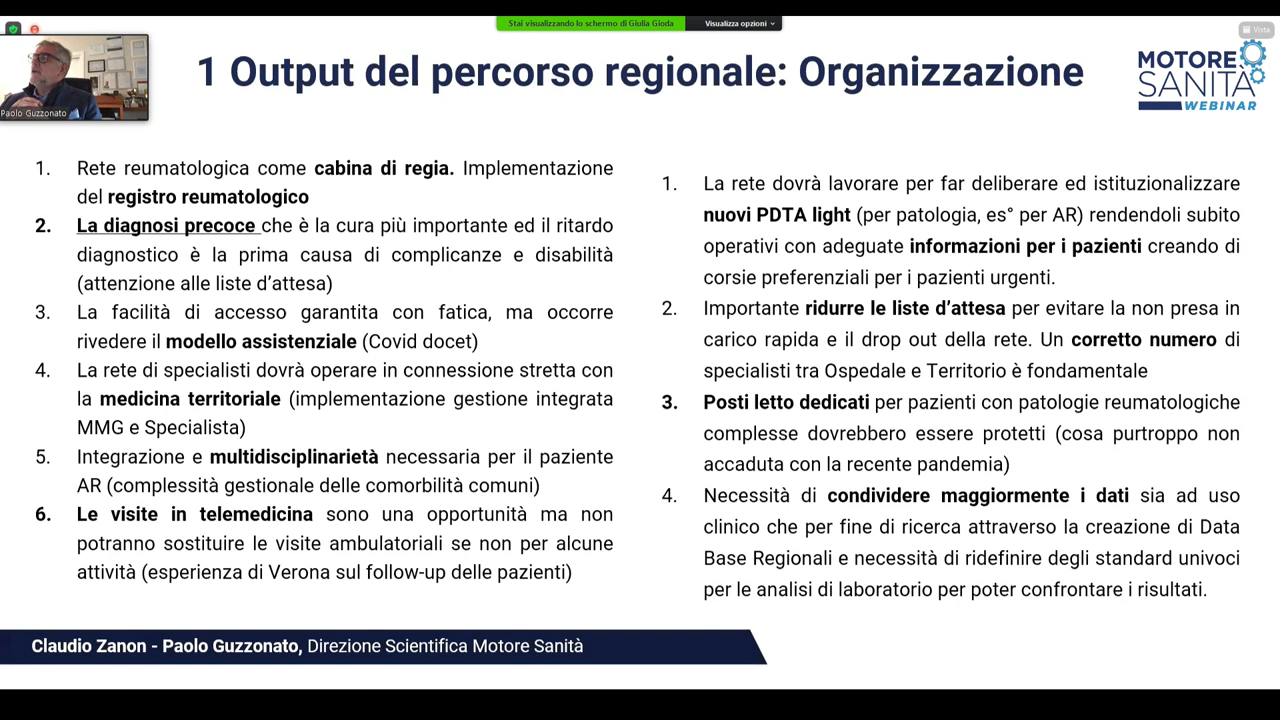 Stai visualizzando lo schermo di Giulia Gioda
Visualizza opzioni
Vista
Paolo Guzzonato
1 Output del percorso regionale: Organizzazione
MOTORE
SANITÀ
WEBINAR
1. Rete reumatologica come cabina di regia. Implementazione
del registro reumatologico
2. La diagnosi precoce che è la cura più importante ed il ritardo
diagnostico è la prima causa di complicanze e disabilità
(attenzione alle liste d'attesa)
3. La facilità di accesso garantita con fatica, ma occorre
rivedere il modello assistenziale (Covid docet)
4. La rete di specialisti dovrà operare in connessione stretta con
la medicina territoriale (implementazione gestione integrata
MMG e Specialista)
5. Integrazione e multidisciplinarietà necessaria per il paziente
AR (complessità gestionale delle comorbilità comuni)
6. Le visite in telemedicina sono una opportunità ma non
potranno sostituire le visite ambulatoriali se non per alcune
attività (esperienza di Verona sul follow-up delle pazienti)
1. La rete dovrà lavorare per far deliberare ed istituzionalizzare
nuovi PDTA light (per patologia, es° per AR) rendendoli subito
operativi con adeguate informazioni per i pazienti creando di
corsie preferenziali per i pazienti urgenti.
2. Importante ridurre le liste d'attesa per evitare la non presa in
carico rapida e il drop out della rete. Un corretto numero di
specialisti tra Ospedale e Territorio è fondamentale
3. Posti letto dedicati per pazienti con patologie reumatologiche
complesse dovrebbero essere protetti (cosa purtroppo non
accaduta con la recente pandemia)
4. Necessità di condividere maggiormente i dati sia ad uso
clinico che per fine di ricerca attraverso la creazione di Data
Base Regionali e necessità di ridefinire degli standard univoci
per le analisi di laboratorio per poter confrontare i risultati.
Claudio Zanon - Paolo Guzzonato, Direzione Scientifica Motore Sanità